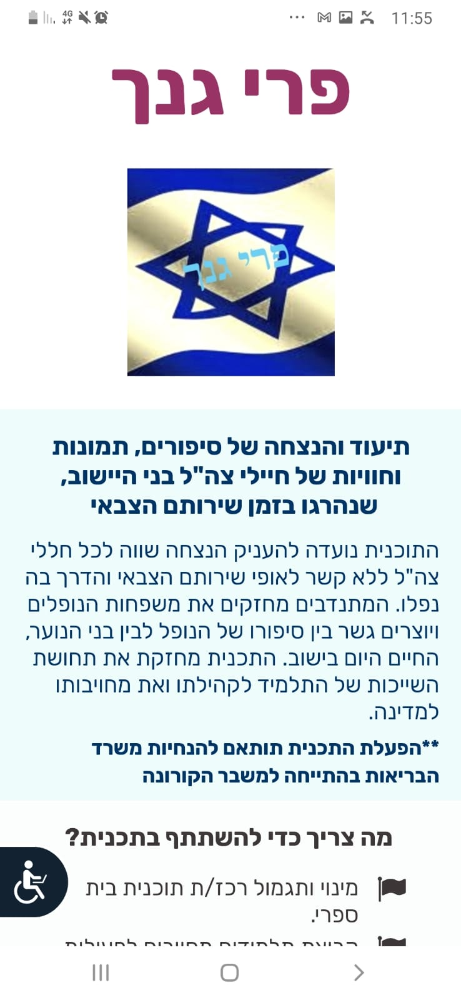 11:55
4G
פרי גנך
פרי גנך
תיעוד והנצחה של סיפורים, תמונות
וחוויות של חיילי צה"ל בני היישוב,
שנהרגו בזמן שירותם הצבאי
התוכנית נועדה להעניק הנצחה שווה לכל חללי
צה"ל ללא קשר לאופי שירותם הצבאי והדרך בה
נפלו. המתנדבים מחזקים את משפחות הנופלים
ויוצרים גשר בין סיפורו של הנופל לבין בני הנוער,
החיים היום בישוב. התכנית מחזקת את תחושת
השייכות של התלמיד לקהילתו ואת מחויבותו
למדינה.
**הפעלת התכנית תותאם להנחיות משרד
הבריאות בהתייחה למשבר הקורונה
מה צריך כדי להשתתף בתכנית?
מינוי ותגמול רכז/ת תוכנית בית
ספרי.